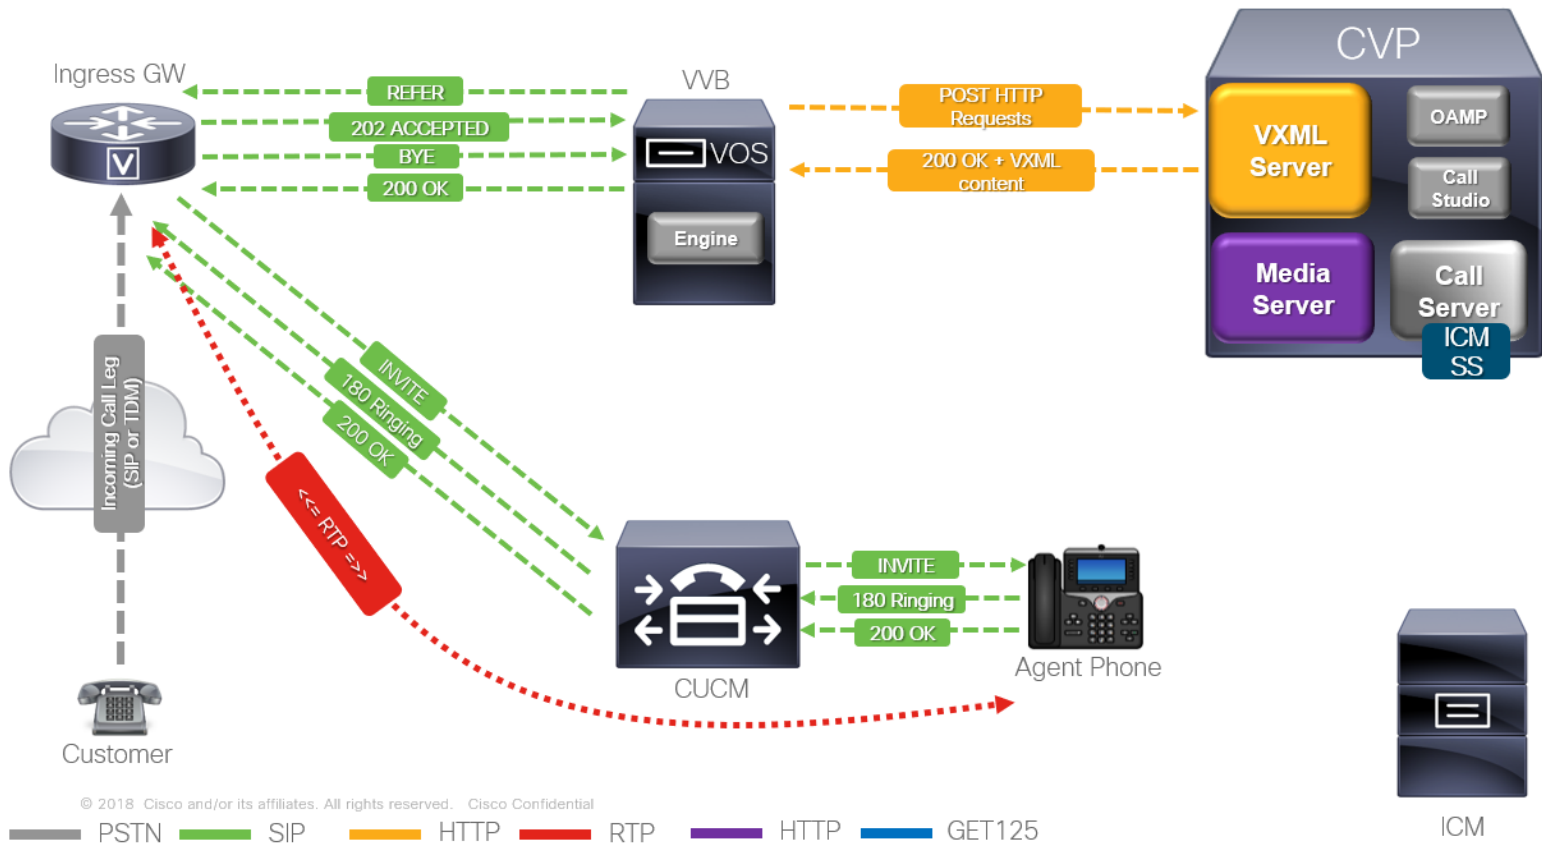 CVP
Ingress GW
VVB
REFER
202 ACCEPTED
BYE
200 OK
VOS
Engine
POST HTTP
Requests
200 OK + VXML
content
VXML
Server
OAMP
Call
Studio
Media
Server
Call
Server
ICM
SS
Incoming Call Leg
(SIP or TDM)
INVITE
180 Ringing
200 OK
<<= RTP =>>
INVITE
180 Ringing
200 OK
CUCM
Agent Phone
Customer
ICM
© 2018 Cisco and/or its affiliates. All rights reserved. Cisco Confidential
PSTN
SIP
HTTP
RTP
HTTP
GET125